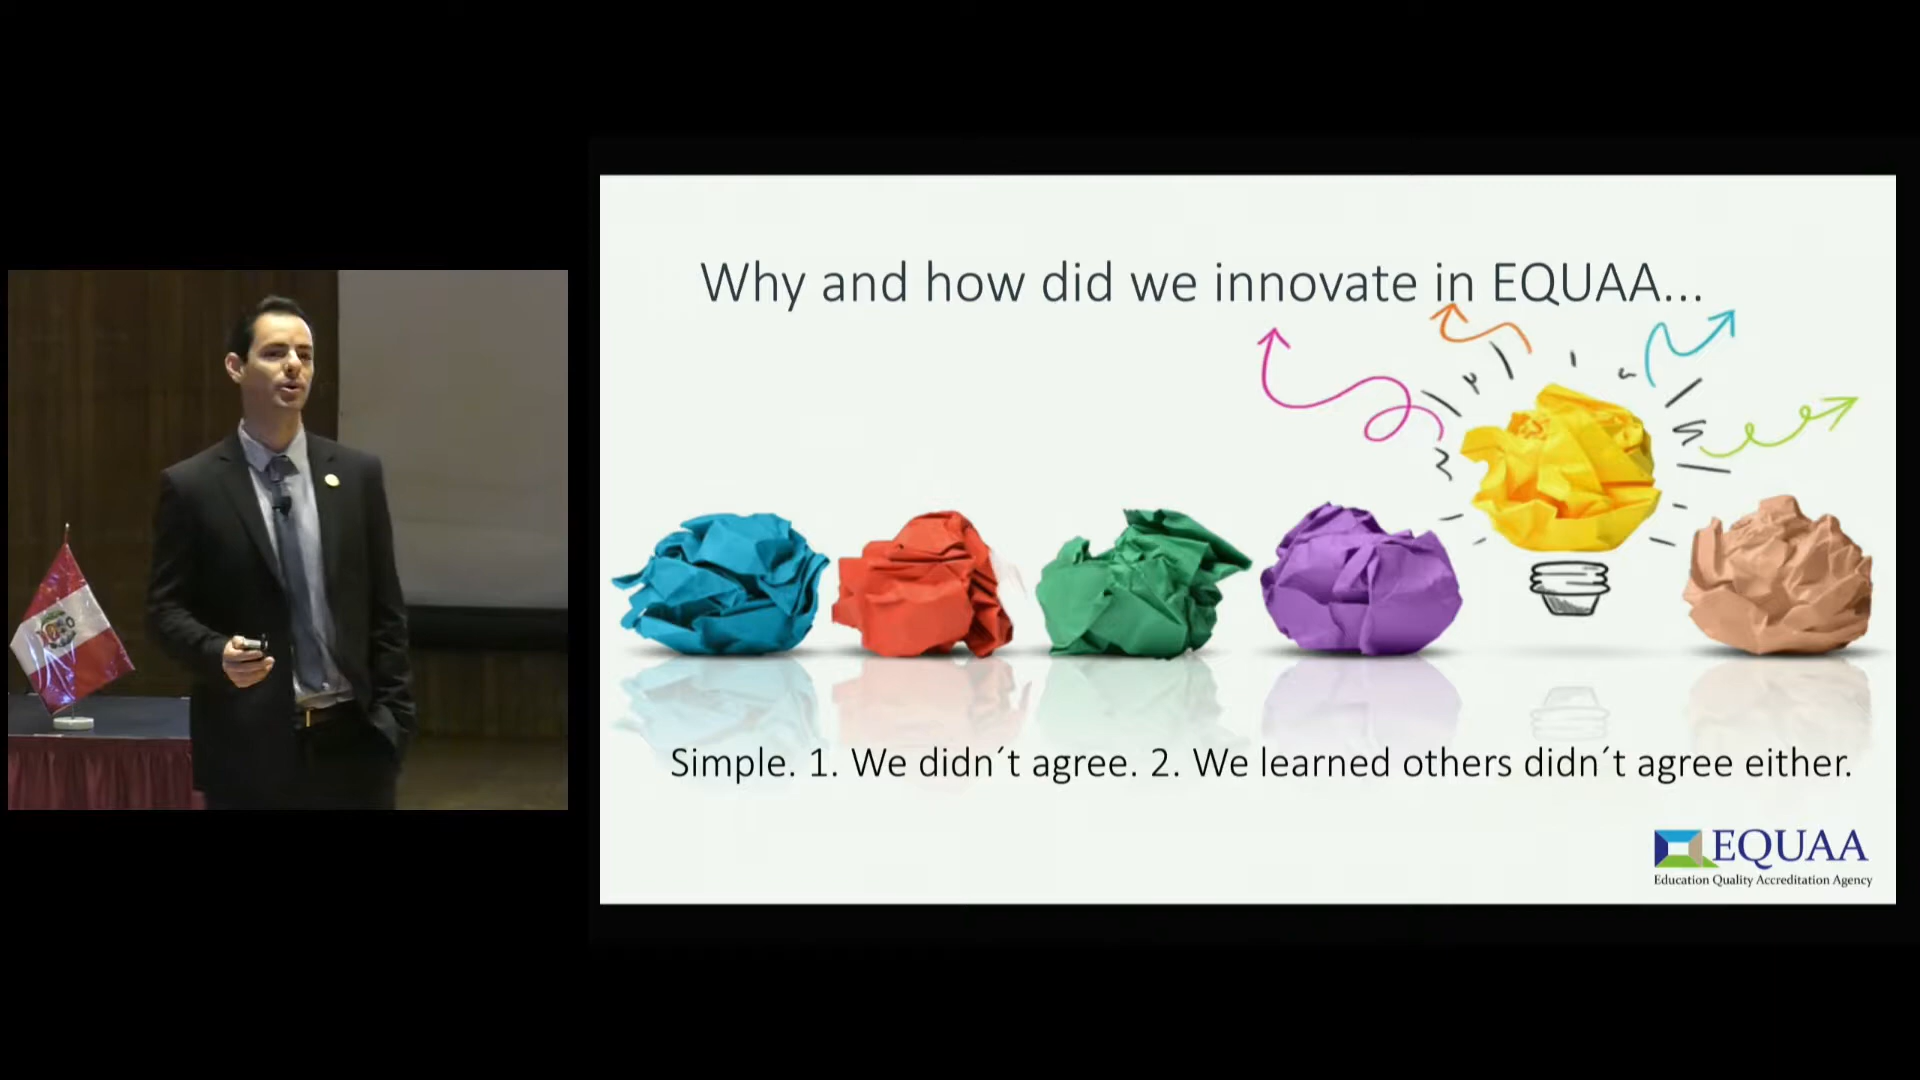 Why and how did we innovate in EQUAA...
Simple. 1. We didn´t agree. 2. We learned others didn´t agree either.
EQUAA
Education Quality Accreditation Agency